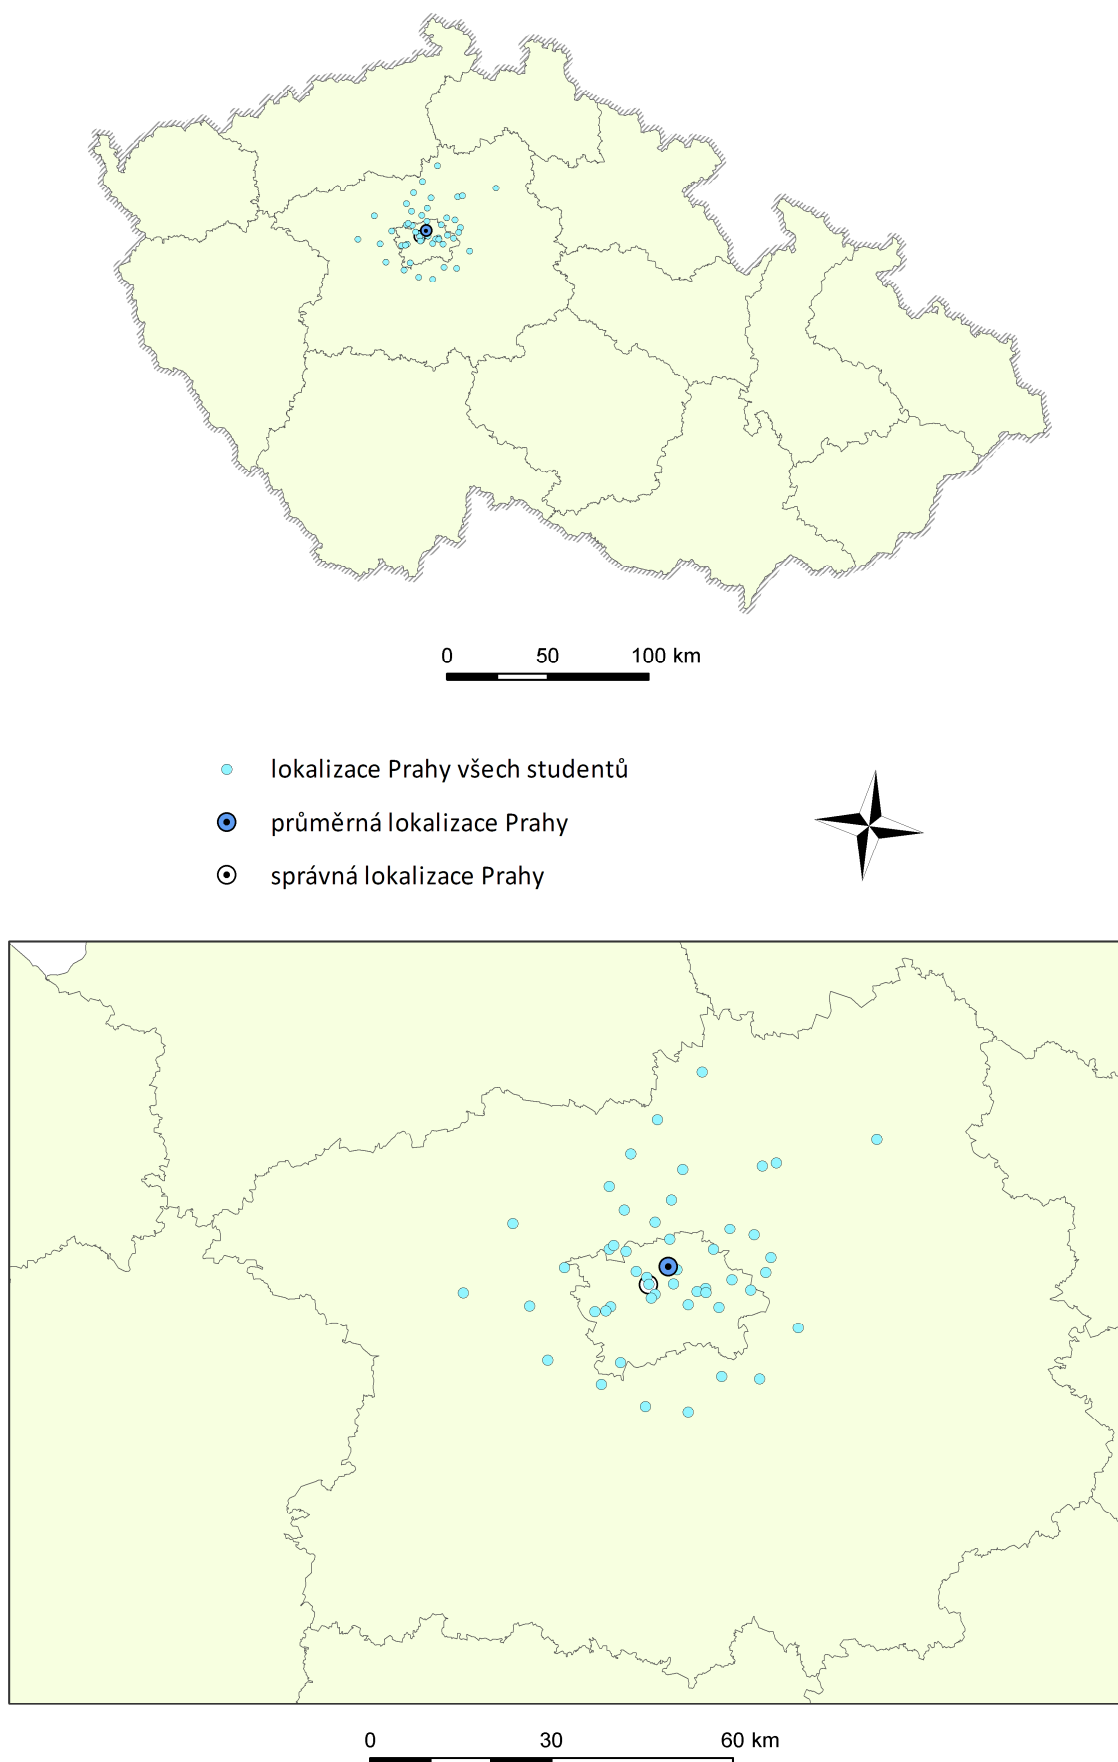 0 50 100 km
lokalizace Prahy všech studentů
průměrná lokalizace Prahy
správná lokalizace Prahy
0 30 60 km